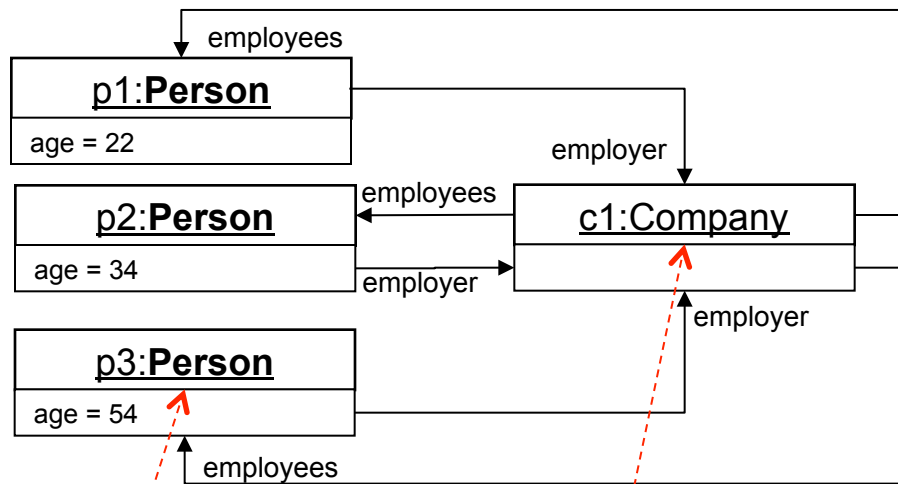 employees
p1:Person
age = 22
employer
employees
p2:Person
c1:Company
age = 34
employer
employer
p3:Person
age = 54
employees